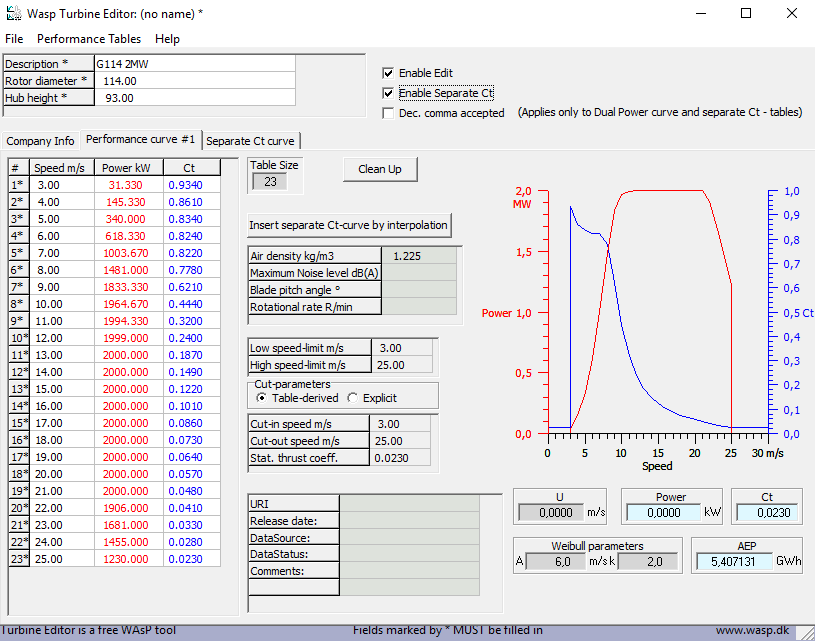 Wasp Turbine Editor: (no name) *
File Performance Tables Help
Description * G114 2MW
Rotor diameter * 114.00
Hub height * 93.00
Enable Edit
Enable Separate Ct
Dec. comma accepted (Applies only to Dual Power curve and separate Ct - tables)
Company Info Performance curve #1 Separate Ct curve
# Speed m/s Power kW Ct
1* 3.00 31.330 0.9340
2* 4.00 145.330 0.8610
3* 5.00 340.000 0.8340
4* 6.00 618.330 0.8240
5* 7.00 1003.670 0.8220
6* 8.00 1481.000 0.7780
7* 9.00 1833.330 0.6210
8* 10.00 1964.670 0.4440
9* 11.00 1994.330 0.3200
10* 12.00 1999.000 0.2400
11* 13.00 2000.000 0.1870
12* 14.00 2000.000 0.1490
13* 15.00 2000.000 0.1220
14* 16.00 2000.000 0.1010
15* 17.00 2000.000 0.0860
16* 18.00 2000.000 0.0730
17* 19.00 2000.000 0.0640
18* 20.00 2000.000 0.0570
19* 21.00 2000.000 0.0480
20* 22.00 1906.000 0.0410
21* 23.00 1681.000 0.0330
22* 24.00 1455.000 0.0280
23* 25.00 1230.000 0.0230
Table Size
23
Clean Up
Insert separate Ct-curve by interpolation
Air density kg/m3 1.225
Maximum Noise level dB(A)
Blade pitch angle °
Rotational rate R/min
Low speed-limit m/s 3.00
High speed-limit m/s 25.00
Cut-parameters
Table-derived Explicit
Cut-in speed m/s 3.00
Cut-out speed m/s 25.00
Stat. thrust coeff. 0.0230
URI
Release date:
DataSource:
DataStatus:
Comments:
2,0
MW
1,5
Power 1,0
0,5
0,0
1,0
0,9
0,8
0,7
0,6
0,5 Ct
0,4
0,3
0,2
0,1
0,0
0 5 10 15 20 25 30 m/s
Speed
U
0,0000 m/s
Power
0,0000 kW
Ct
0,0230
Weibull parameters
A 6,0 m/s k 2,0
AEP
5,407131 GWh
Turbine Editor is a free WAsP tool Fields marked by * MUST be filled in www.wasp.dk